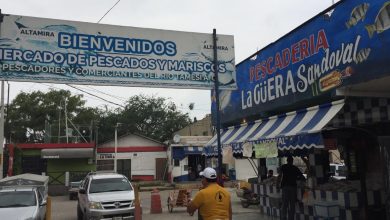 ALTAMIRA
BIENVENIDOS
ALTAMIRA
MERCADO DE PESCADOS Y MARISCOS
PESCADORES Y COMERCIANTES DEL RIO TAMESI
PESCADERIA
LA GÜERA Sandoval